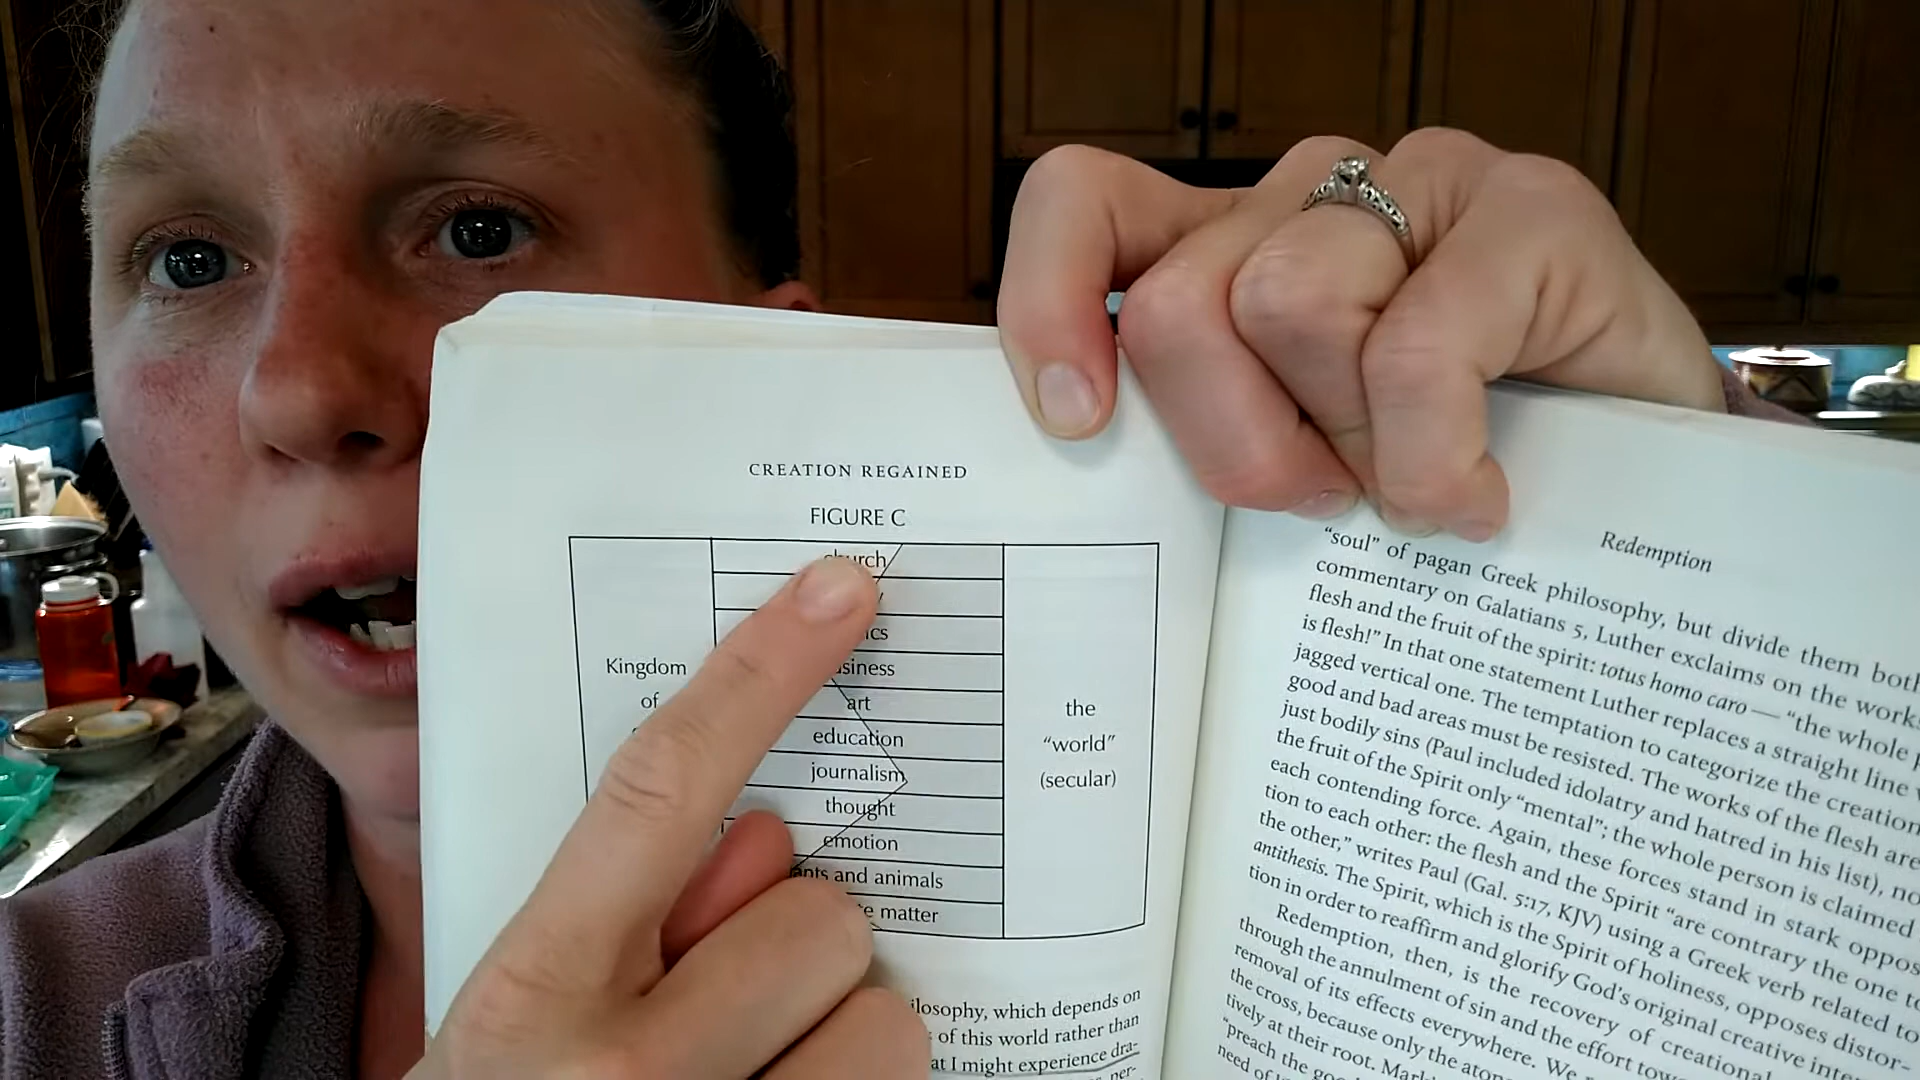 CREATION REGAINED
FIGURE C
church
Kingdom
of
business
art
education
journalism
thought
emotion
and animals
matter
the
“world”
(secular)
which depends on
of this world rather than
at I might experience dra-
Redemption
“soul” of pagan Greek philosophy, but divide them both
commentary on Galatians 5, Luther exclaims on the works
flesh and the fruit of the spirit: totus homo caro — “the whole
is flesh!” In that one statement Luther replaces a straight line
jagged vertical one. The temptation to categorize the creation
good and bad areas must be resisted. The works of the flesh are
just bodily sins (Paul included idolatry and hatred in his list), no
the fruit of the Spirit only “mental”; the whole person is claimed
each contending force. Again, these forces stand in stark oppos
tion to each other: the flesh and the Spirit “are contrary the one to
the other,” writes Paul (Gal. 5:17, KJV) using a Greek verb related to
antithesis. The Spirit, which is the Spirit of holiness, opposes distor-
tion in order to reaffirm and glorify God’s original creative
Redemption, then, is the recovery of creational
through the annulment of sin and the effort
removal of its effects everywhere. We
the cross, because only the
tively at their root.
“preach the
need of